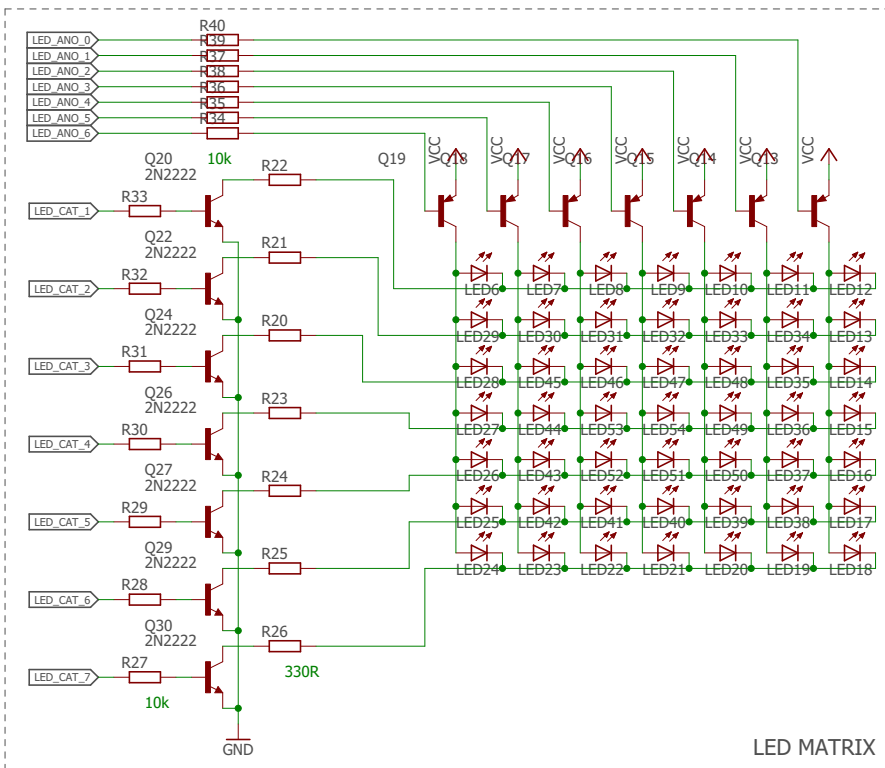 R40
LED_ANO_0
R39
LED_ANO_1
R37
LED_ANO_2
R38
LED_ANO_3
R36
LED_ANO_4
R35
LED_ANO_5
R34
LED_ANO_6
10k
Q19 VCC Q18 Q17 VCC Q16 Q15 VCC Q14 Q13 VCC
Q20
2N2222
R22
R33
LED_CAT_1
Q22
2N2222
R21
R32
LED_CAT_2
Q24
2N2222
R20
R31
LED_CAT_3
Q26
2N2222
R23
R30
LED_CAT_4
Q27
2N2222
R24
R29
LED_CAT_5
Q29
2N2222
R25
R28
LED_CAT_6
Q30
2N2222
R26
330R
R27
LED_CAT_7
10k
GND
LED6 LED7 LED8 LED9 LED10 LED11 LED12
LED29 LED30 LED31 LED32 LED33 LED34 LED13
LED28 LED45 LED46 LED47 LED48 LED35 LED14
LED27 LED44 LED53 LED54 LED49 LED36 LED15
LED26 LED43 LED52 LED51 LED50 LED37 LED16
LED25 LED42 LED41 LED40 LED39 LED38 LED17
LED24 LED23 LED22 LED21 LED20 LED19 LED18
LED MATRIX